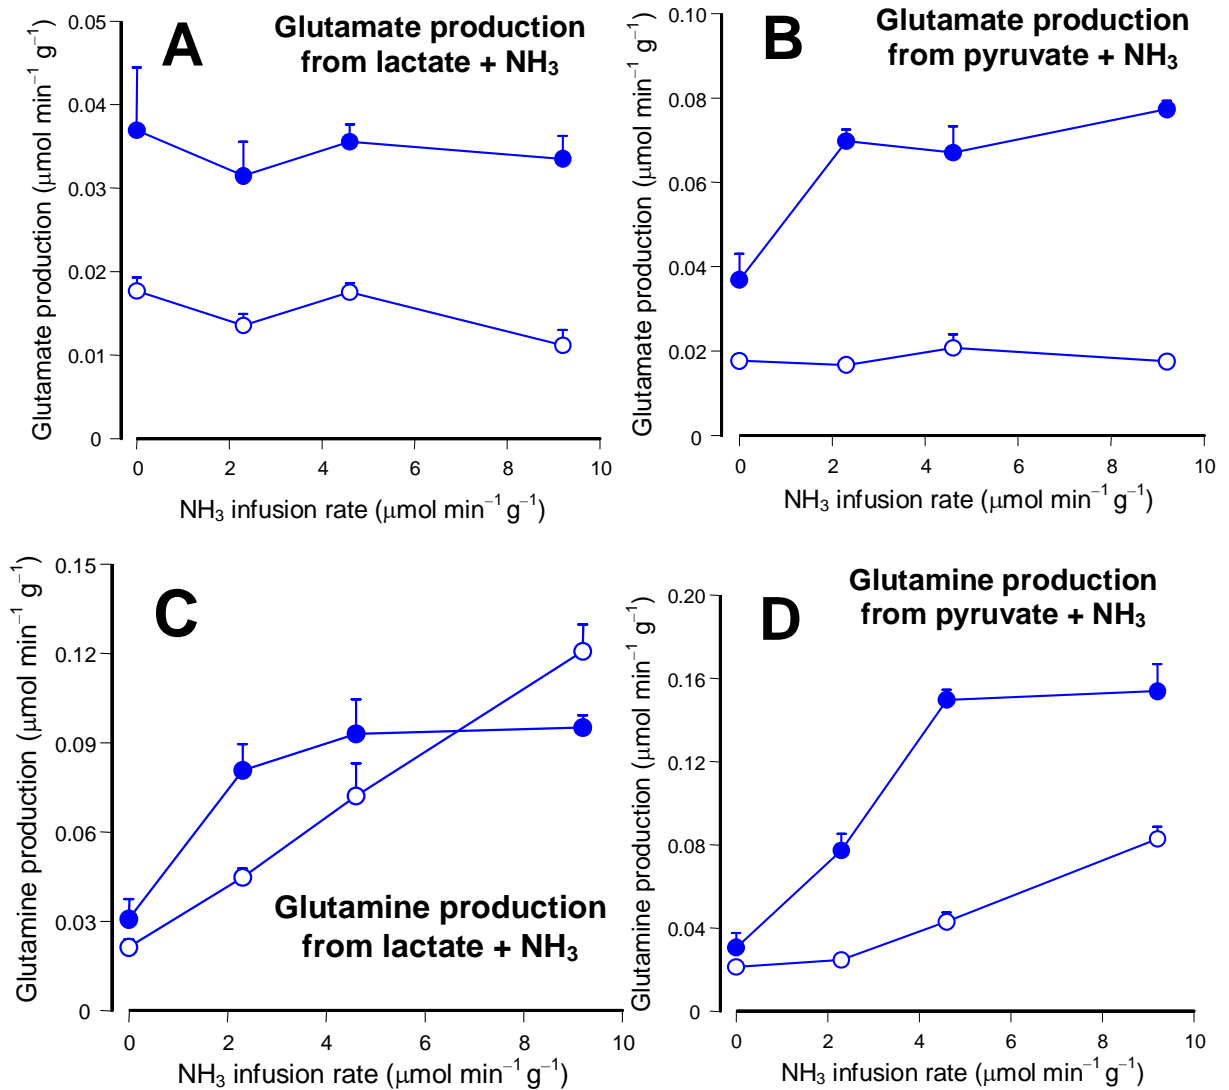 A
Glutamate production
from lactate + NH₃
Glutamate production (μmol min⁻¹ g⁻¹)
0.05
0.04
0.03
0.02
0.01
0
0 2 4 6 8 10
NH₃ infusion rate (μmol min⁻¹ g⁻¹)
B
Glutamate production
from pyruvate + NH₃
Glutamate production (μmol min⁻¹ g⁻¹)
0.10
0.08
0.06
0.04
0.02
0
0 2 4 6 8 10
NH₃ infusion rate (μmol min⁻¹ g⁻¹)
C
Glutamine production
from lactate + NH₃
Glutamine production (μmol min⁻¹ g⁻¹)
0.15
0.12
0.09
0.06
0.03
0
0 2 4 6 8 10
NH₃ infusion rate (μmol min⁻¹ g⁻¹)
D
Glutamine production
from pyruvate + NH₃
Glutamine production (μmol min⁻¹ g⁻¹)
0.20
0.16
0.12
0.08
0.04
0
0 2 4 6 8 10
NH₃ infusion rate (μmol min⁻¹ g⁻¹)